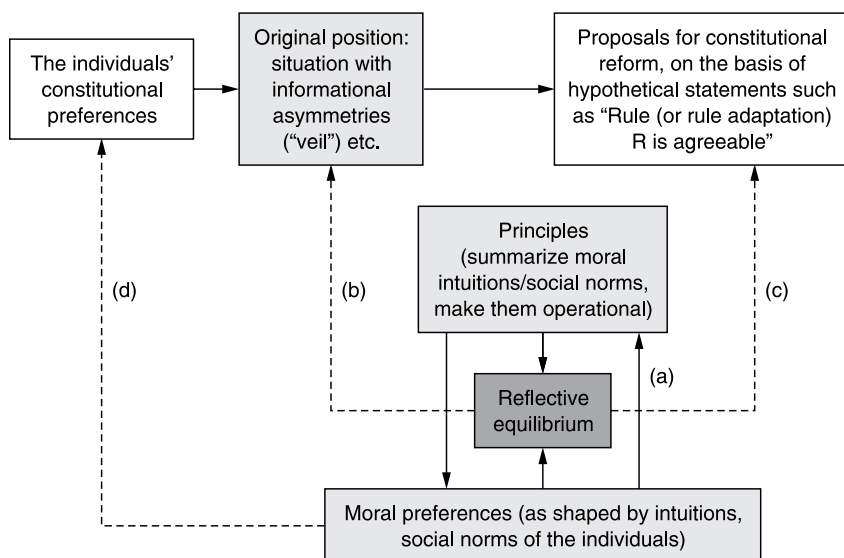 The individuals'
constitutional
preferences
Original position:
situation with
informational
asymmetries
("veil") etc.
Proposals for constitutional
reform, on the basis of
hypothetical statements such
as "Rule (or rule adaptation)
R is agreeable"
Principles
(summarize moral
intuitions/social norms,
make them operational)
(d)
(b)
(c)
(a)
Reflective
equilibrium
Moral preferences (as shaped by intuitions,
social norms of the individuals)